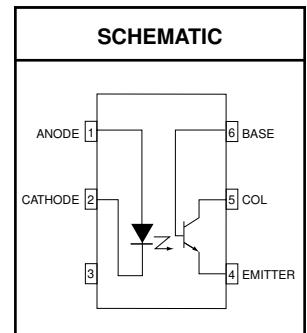 SCHEMATIC
ANODE 1
6 BASE
CATHODE 2
5 COL
3
4 EMITTER